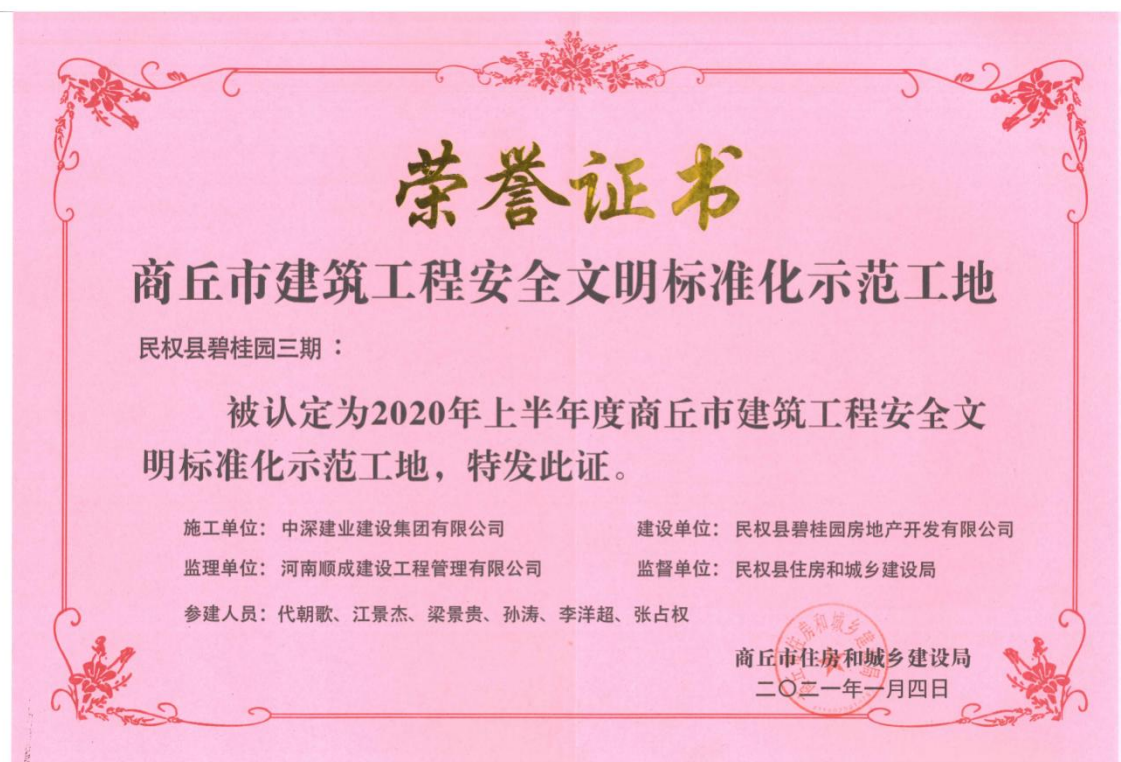 荣誉证书
商丘市建筑工程安全文明标准化示范工地
民权县碧桂园三期：
被认定为2020年上半年度商丘市建筑工程安全文
明标准化示范工地，特发此证。
施工单位：中深建业建设集团有限公司 建设单位：民权县碧桂园房地产开发有限公司
监理单位：河南顺成建设工程管理有限公司 监督单位：民权县住房和城乡建设局
参建人员：代朝歌、江景杰、梁景贵、孙涛、李洋超、张占权
商丘市住房和城乡建设局
二〇二一年一月四日